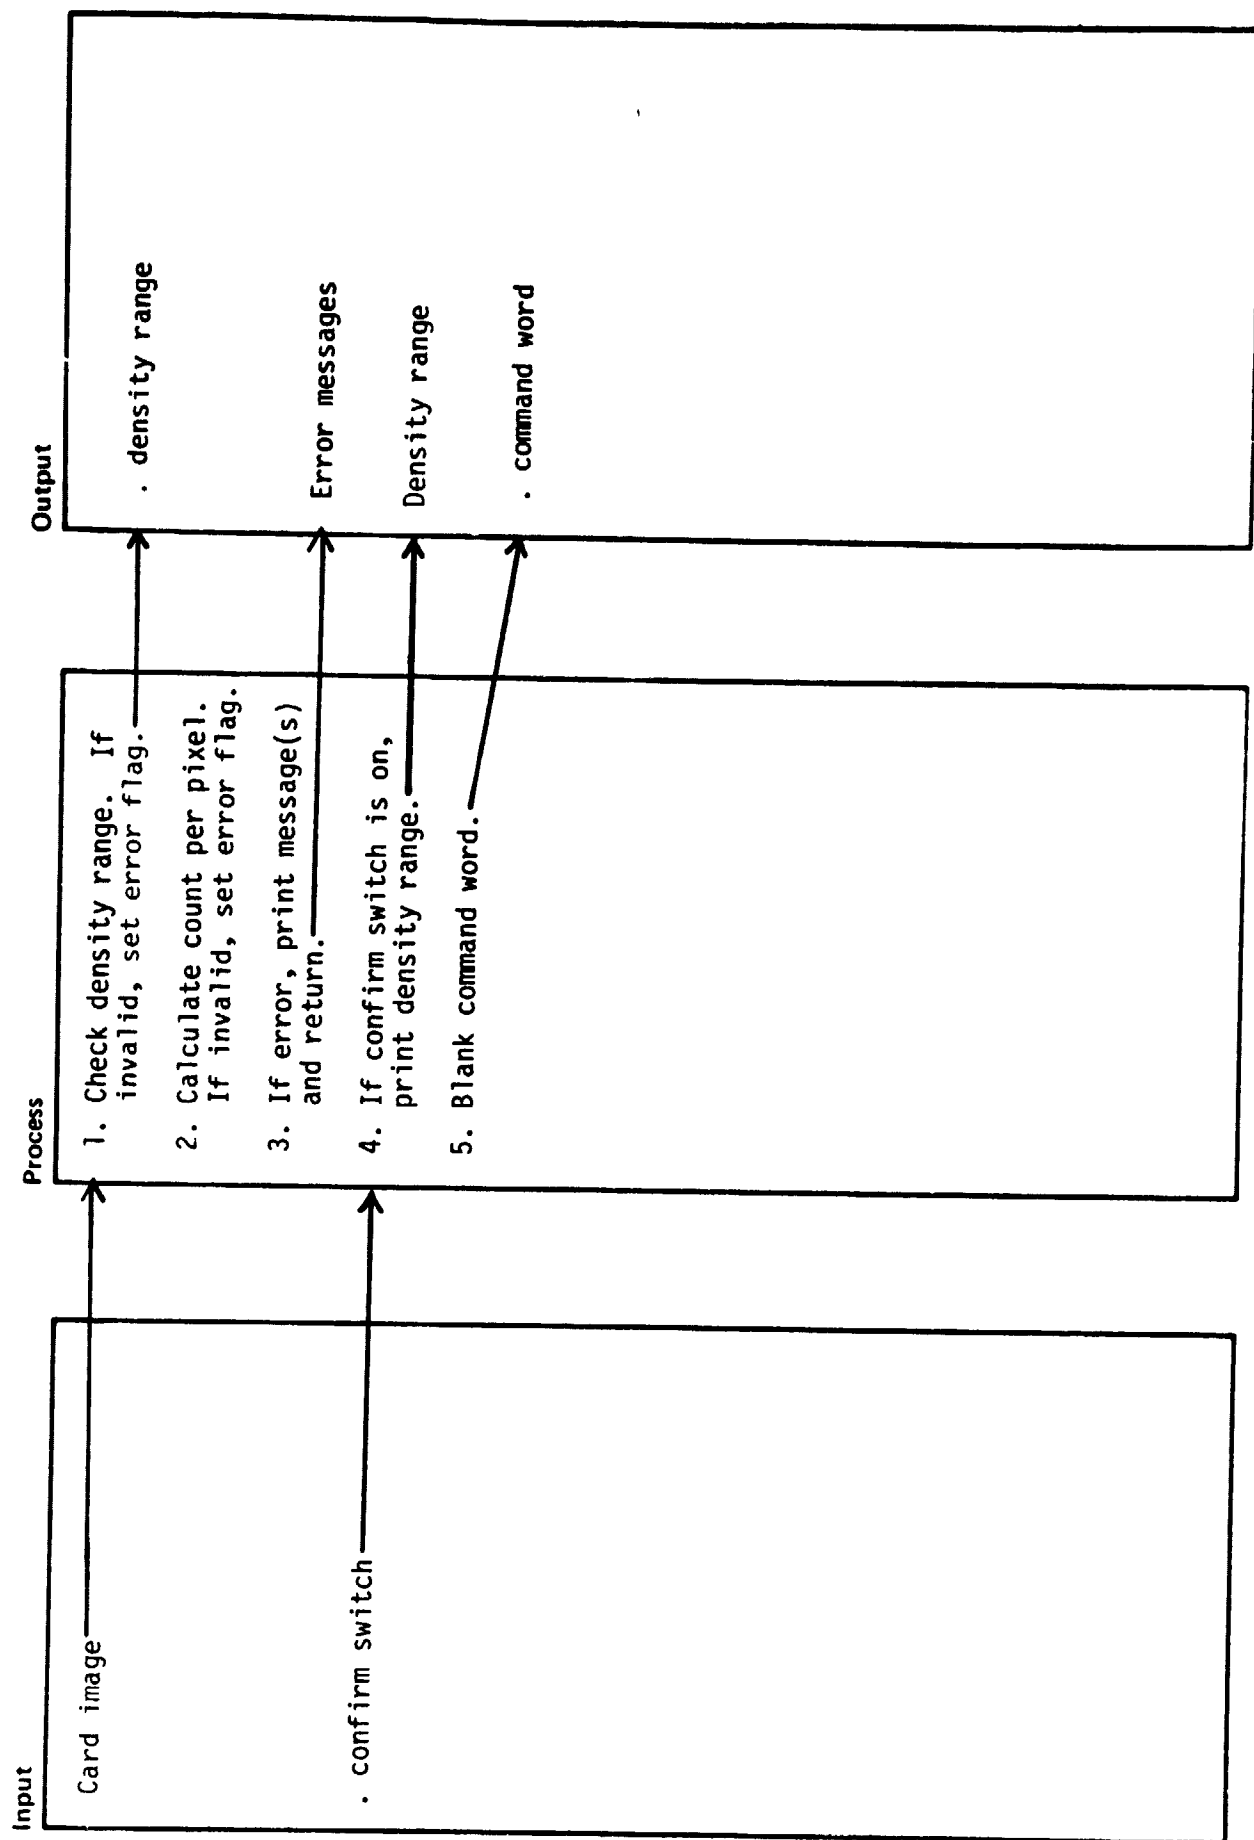 Input
Card image
. confirm switch
Process
1. Check density range. If
invalid, set error flag.
2. Calculate count per pixel.
If invalid, set error flag.
3. If error, print message(s)
and return.
4. If confirm switch is on,
print density range.
5. Blank command word.
Output
. density range
Error messages
Density range
. command word